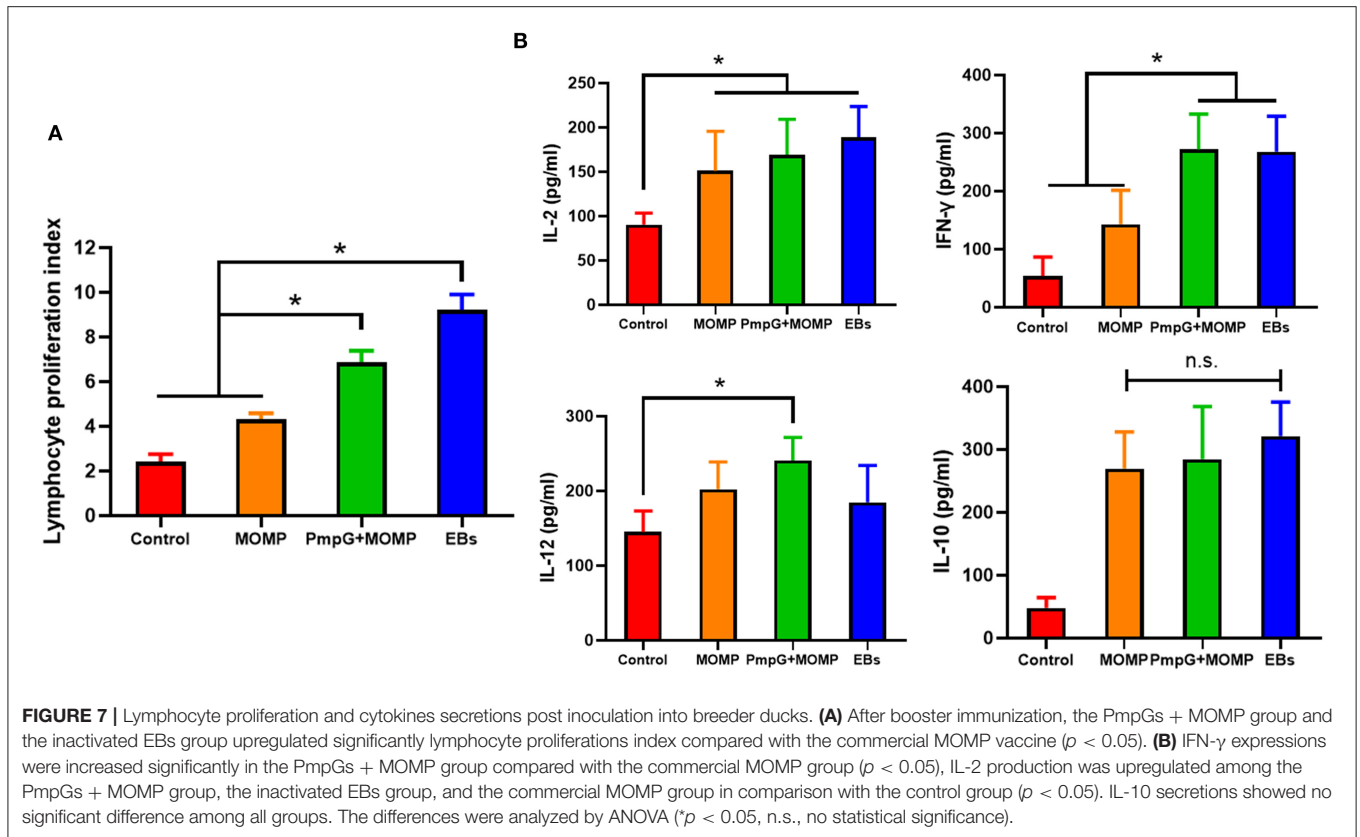 A
Lymphocyte proliferation index
12
10
8
6
4
2
0
*
*
Control MOMP PmpG+MOMP EBs
B
IL-2 (pg/ml)
250
200
150
100
50
0
*
Control MOMP PmpG+MOMP EBs
IFN-γ (pg/ml)
400
300
200
100
0
*
Control MOMP PmpG+MOMP EBs
IL-12 (pg/ml)
300
200
100
0
*
Control MOMP PmpG+MOMP EBs
IL-10 (pg/ml)
400
300
200
100
0
n.s.
Control MOMP PmpG+MOMP EBs
FIGURE 7 | Lymphocyte proliferation and cytokines secretions post inoculation into breeder ducks. (A) After booster immunization, the PmpGs + MOMP group and
the inactivated EBs group upregulated significantly lymphocyte proliferations index compared with the commercial MOMP vaccine (p < 0.05). (B) IFN-γ expressions
were increased significantly in the PmpGs + MOMP group compared with the commercial MOMP group (p < 0.05), IL-2 production was upregulated among the
PmpGs + MOMP group, the inactivated EBs group, and the commercial MOMP group in comparison with the control group (p < 0.05). IL-10 secretions showed no
significant difference among all groups. The differences were analyzed by ANOVA (*p < 0.05, n.s., no statistical significance).